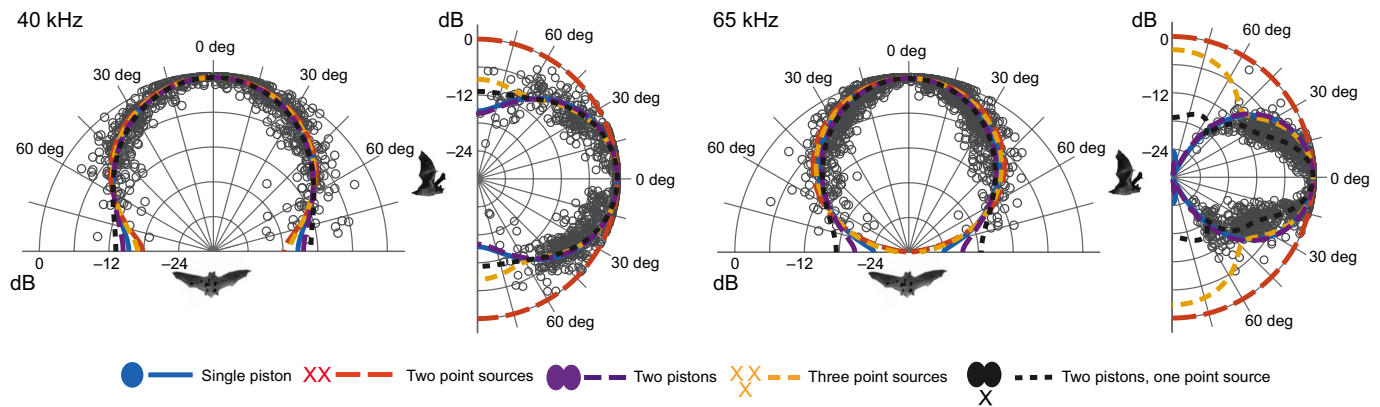 40 kHz
0 deg
30 deg
30 deg
60 deg
60 deg
0
−12
−24
dB
dB
0
−12
−24
60 deg
30 deg
0 deg
30 deg
60 deg
65 kHz
0 deg
30 deg
30 deg
60 deg
60 deg
0
−12
−24
dB
dB
0
−12
−24
60 deg
30 deg
0 deg
30 deg
60 deg
Single piston
XX Two point sources
Two pistons
XX
X
Three point sources
X
Two pistons, one point source